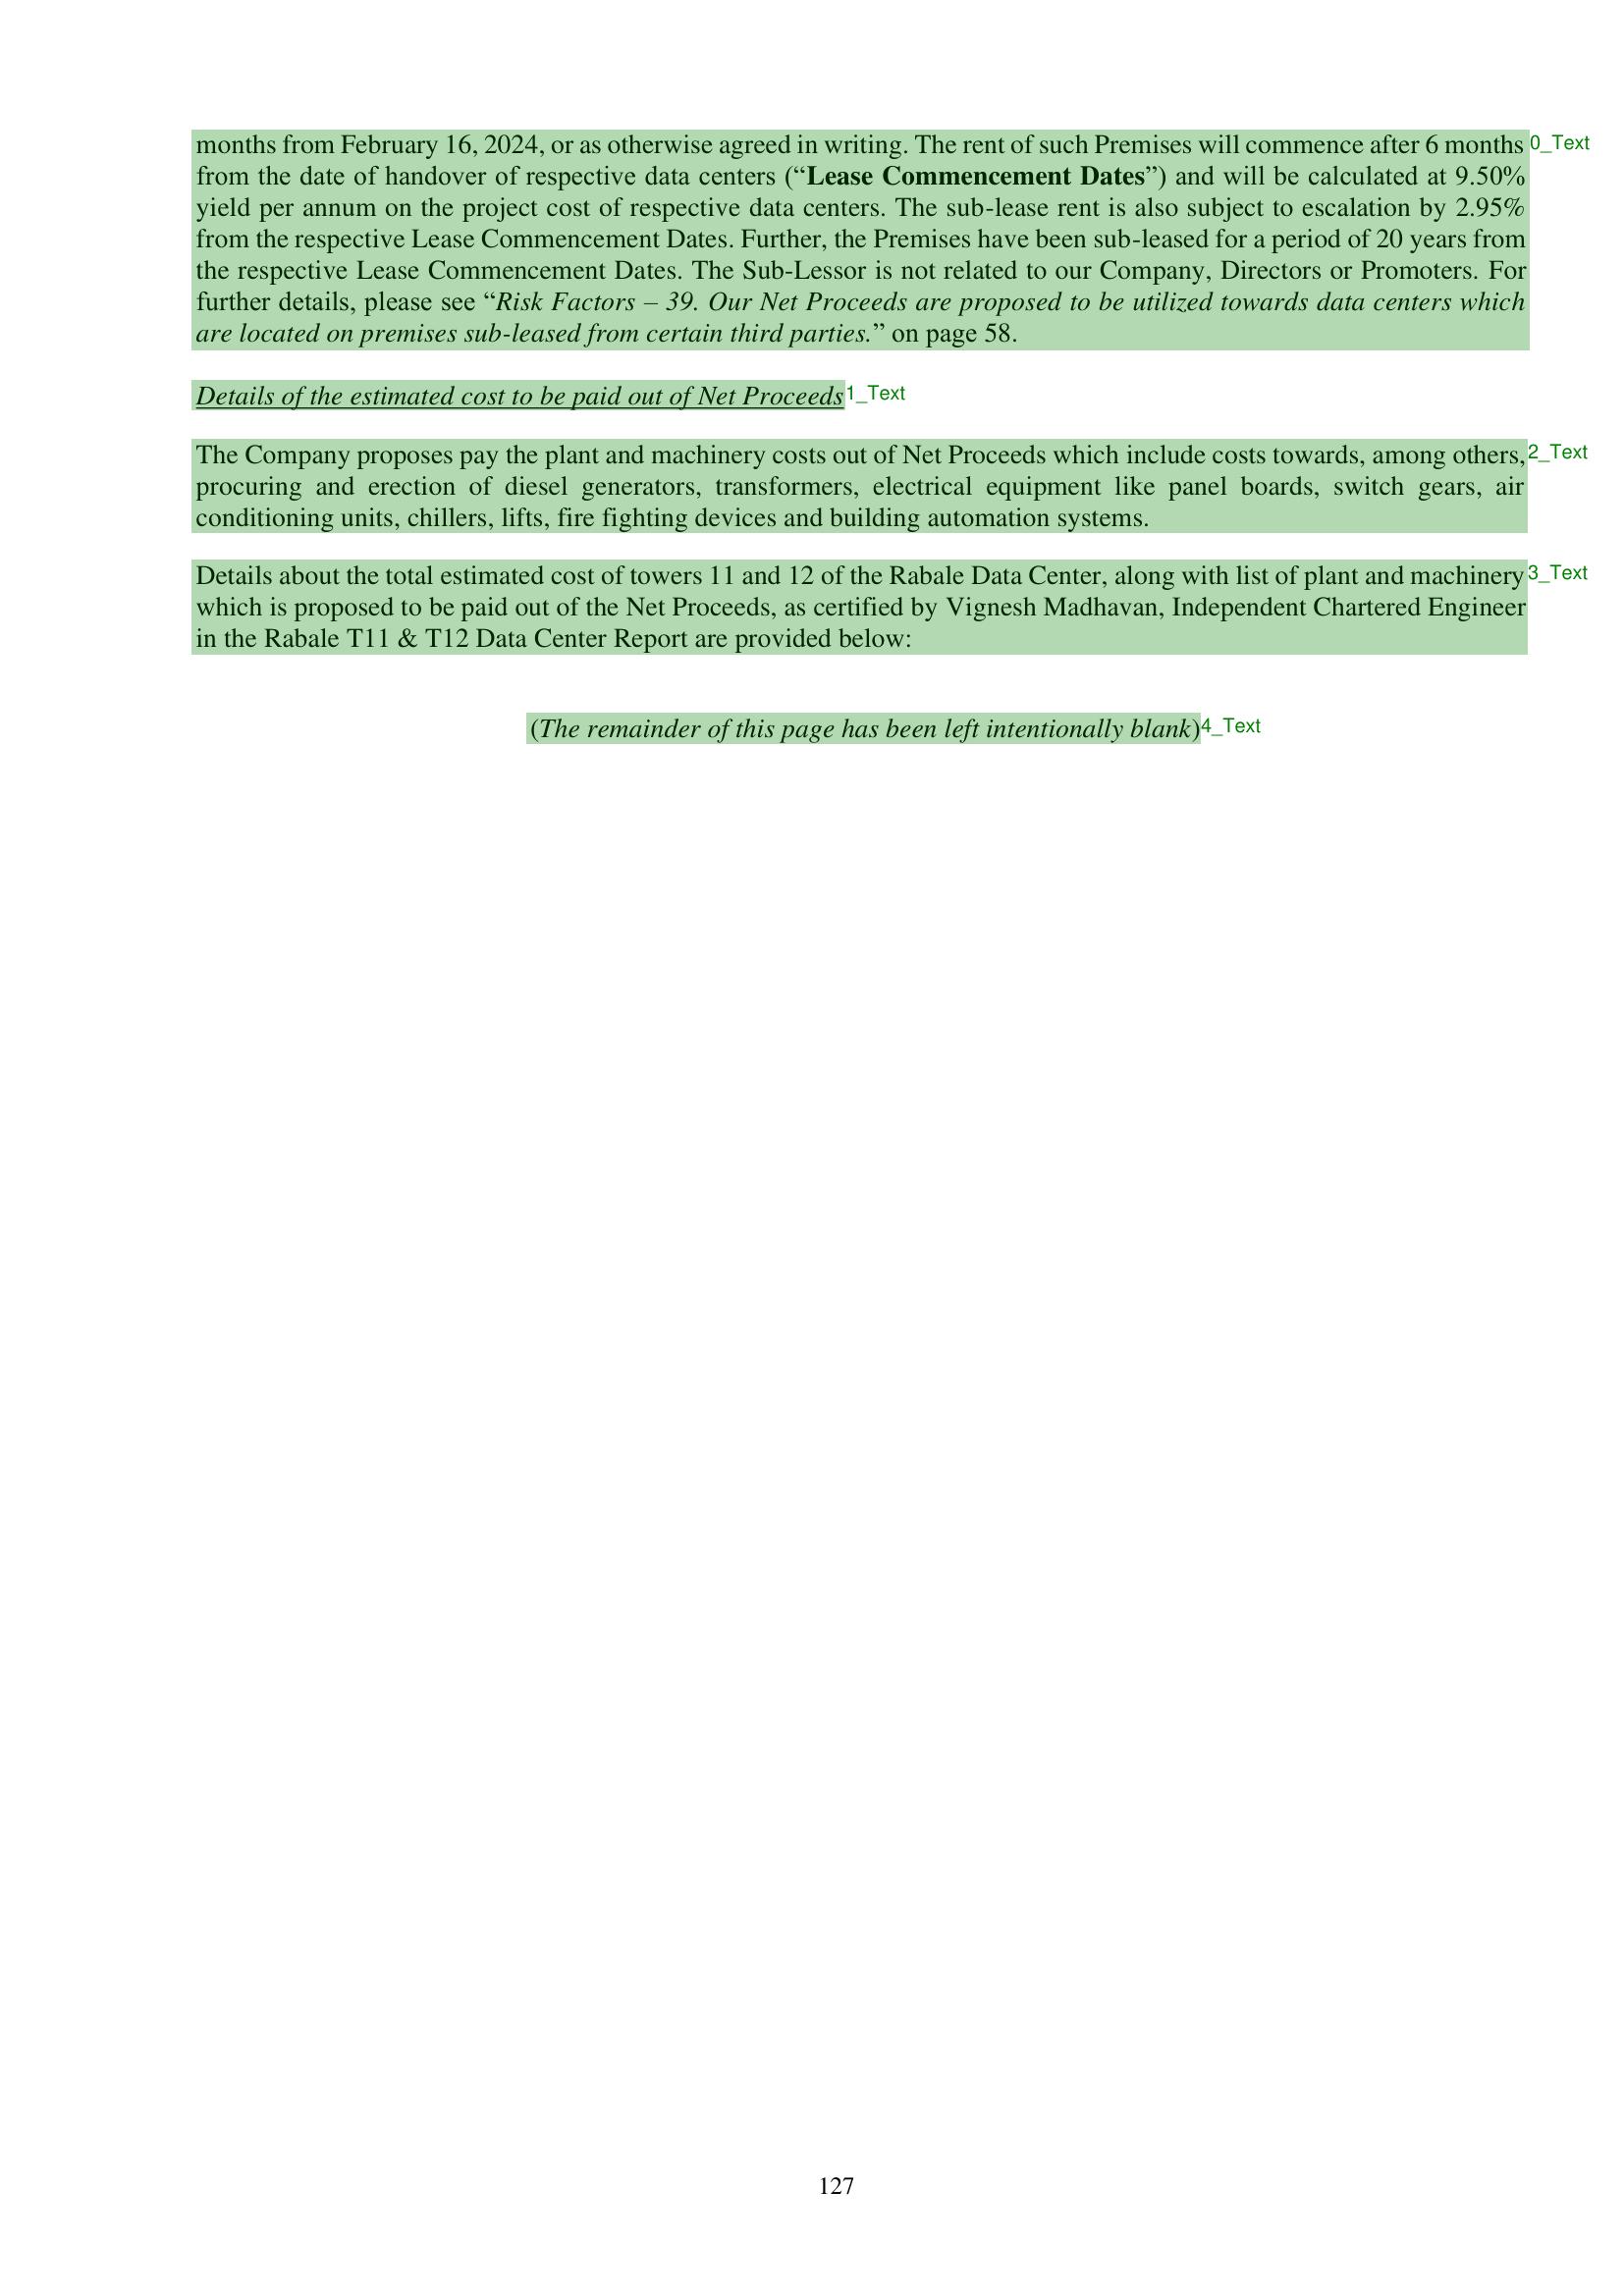 months from February 16, 2024, or as otherwise agreed in writing. The rent of such Premises will commence after 6 months 0_Text
from the date of handover of respective data centers (“Lease Commencement Dates”) and will be calculated at 9.50%
yield per annum on the project cost of respective data centers. The sub-lease rent is also subject to escalation by 2.95%
from the respective Lease Commencement Dates. Further, the Premises have been sub-leased for a period of 20 years from
the respective Lease Commencement Dates. The Sub-Lessor is not related to our Company, Directors or Promoters. For
further details, please see “Risk Factors – 39. Our Net Proceeds are proposed to be utilized towards data centers which
are located on premises sub-leased from certain third parties.” on page 58.
Details of the estimated cost to be paid out of Net Proceeds 1_Text
The Company proposes pay the plant and machinery costs out of Net Proceeds which include costs towards, among others, 2_Text
procuring and erection of diesel generators, transformers, electrical equipment like panel boards, switch gears, air
conditioning units, chillers, lifts, fire fighting devices and building automation systems.
Details about the total estimated cost of towers 11 and 12 of the Rabale Data Center, along with list of plant and machinery 3_Text
which is proposed to be paid out of the Net Proceeds, as certified by Vignesh Madhavan, Independent Chartered Engineer
in the Rabale T11 & T12 Data Center Report are provided below:
(The remainder of this page has been left intentionally blank) 4_Text
127